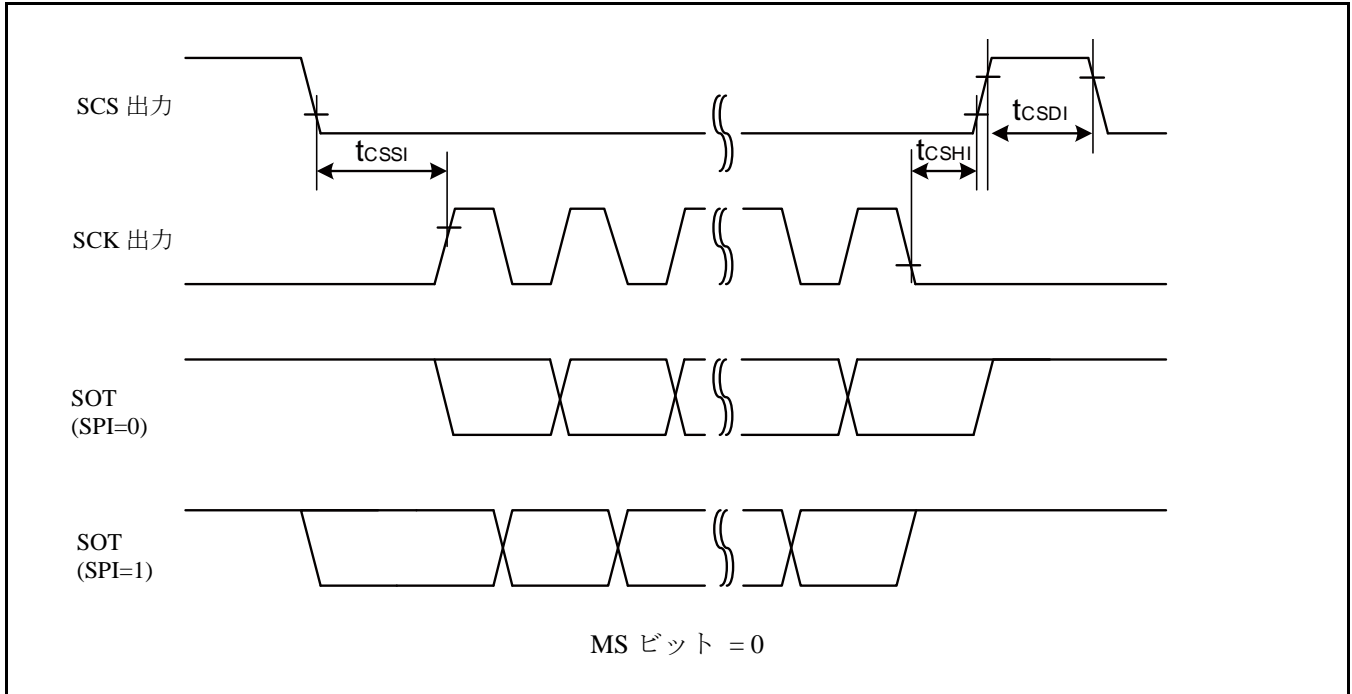 SCS 出力
tCSSI
tCSHI
tCSDI
SCK 出力
SOT
(SPI=0)
SOT
(SPI=1)
MS ビット = 0